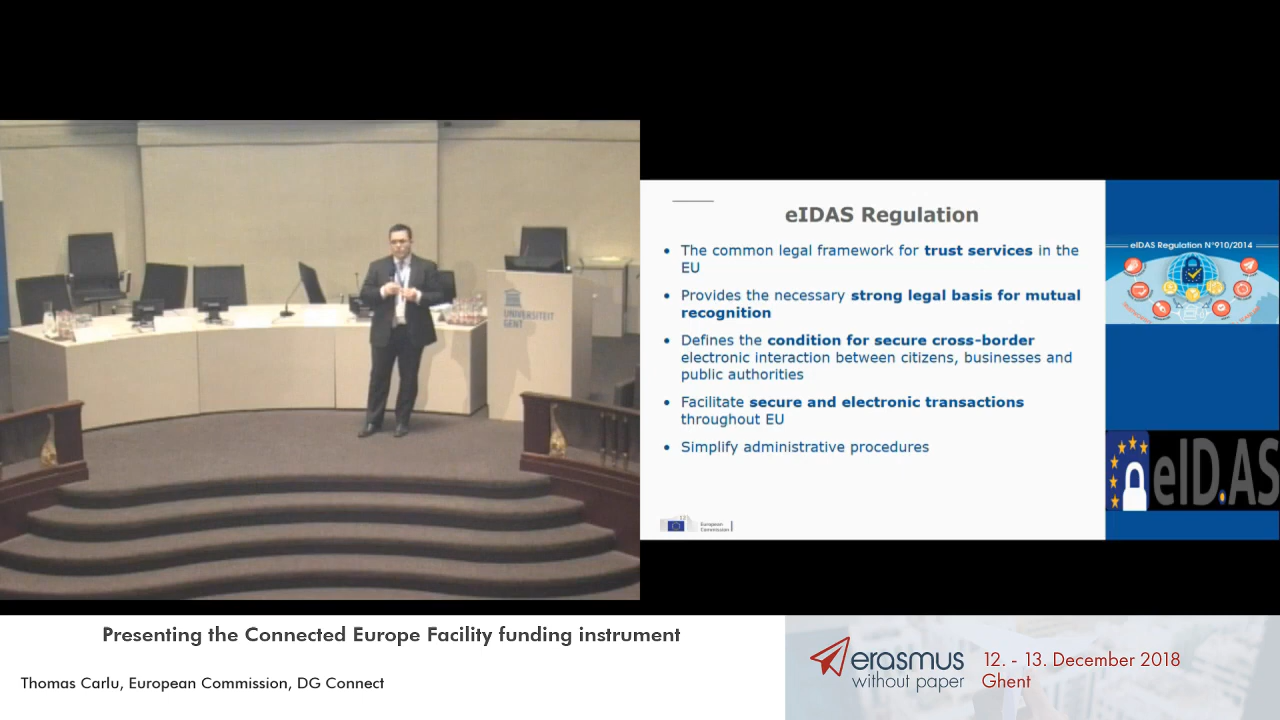 UNIVERSITEIT
GENT
eIDAS Regulation
• The common legal framework for trust services in the
EU
• Provides the necessary strong legal basis for mutual
recognition
• Defines the condition for secure cross-border
electronic interaction between citizens, businesses and
public authorities
• Facilitate secure and electronic transactions
throughout EU
• Simplify administrative procedures
European
Commission
eIDAS Regulation N°910/2014
eID.AS
Presenting the Connected Europe Facility funding instrument
Thomas Carlu, European Commission, DG Connect
erasmus
without paper
12. - 13. December 2018
Ghent